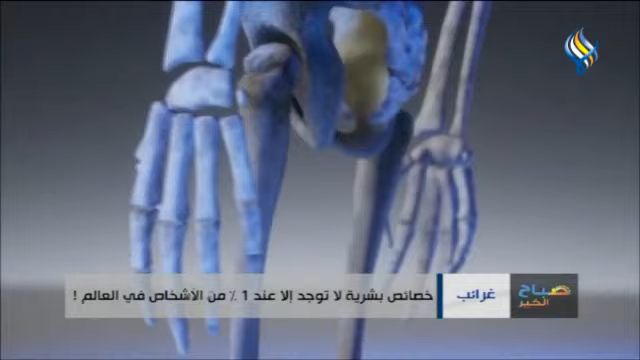 خصائص بشرية لا توجد إلا عند 1 ٪ من الأشخاص في العالم !
غرائب
صباح
الخير